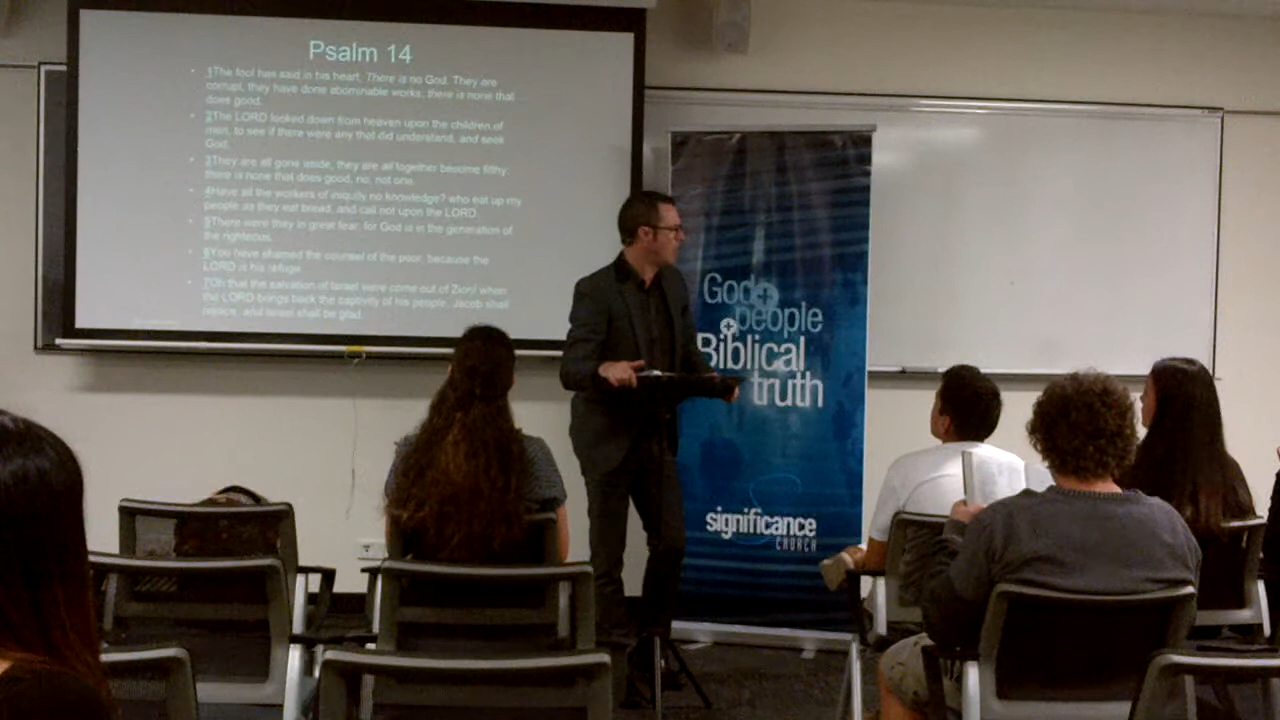 Psalm 14
• 1The fool has said in his heart, There is no God. They are
corrupt, they have done abominable works, there is none that
does good.
• 2The LORD looked down from heaven upon the children of
men, to see if there were any that did understand, and seek
God.
• 3They are all gone aside, they are all together become filthy:
there is none that does good, no, not one.
• 4Have all the workers of iniquity no knowledge? who eat up my
people as they eat bread, and call not upon the LORD.
• 5There were they in great fear: for God is in the generation of
the righteous.
• 6You have shamed the counsel of the poor, because the
LORD is his refuge.
• 7Oh that the salvation of Israel were come out of Zion! when
the LORD brings back the captivity of his people, Jacob shall
rejoice, and Israel shall be glad.
God +
people
+
Biblical
truth
significance
CHURCH